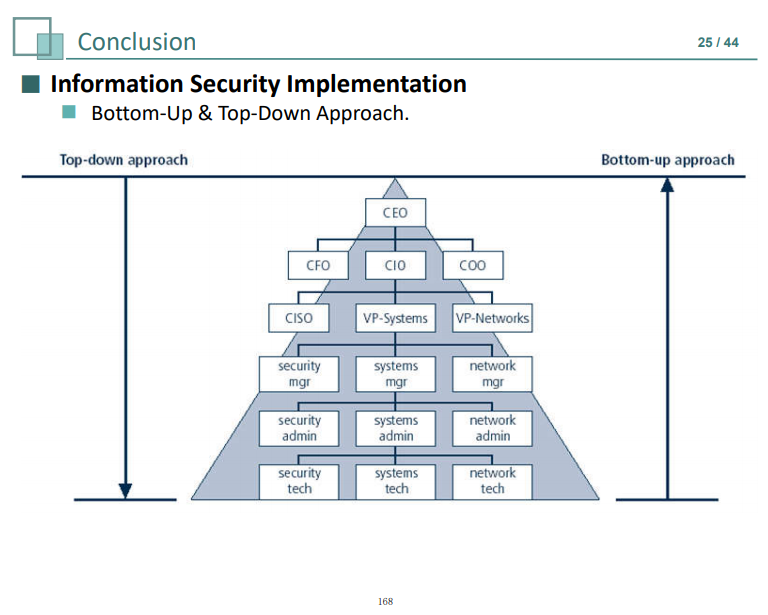 Conclusion
25 / 44
Information Security Implementation
Bottom-Up & Top-Down Approach.
Top-down approach
Bottom-up approach
CEO
CFO
CIO
COO
CISO
VP-Systems
VP-Networks
security
mgr
systems
mgr
network
mgr
security
admin
systems
admin
network
admin
security
tech
systems
tech
network
tech
168